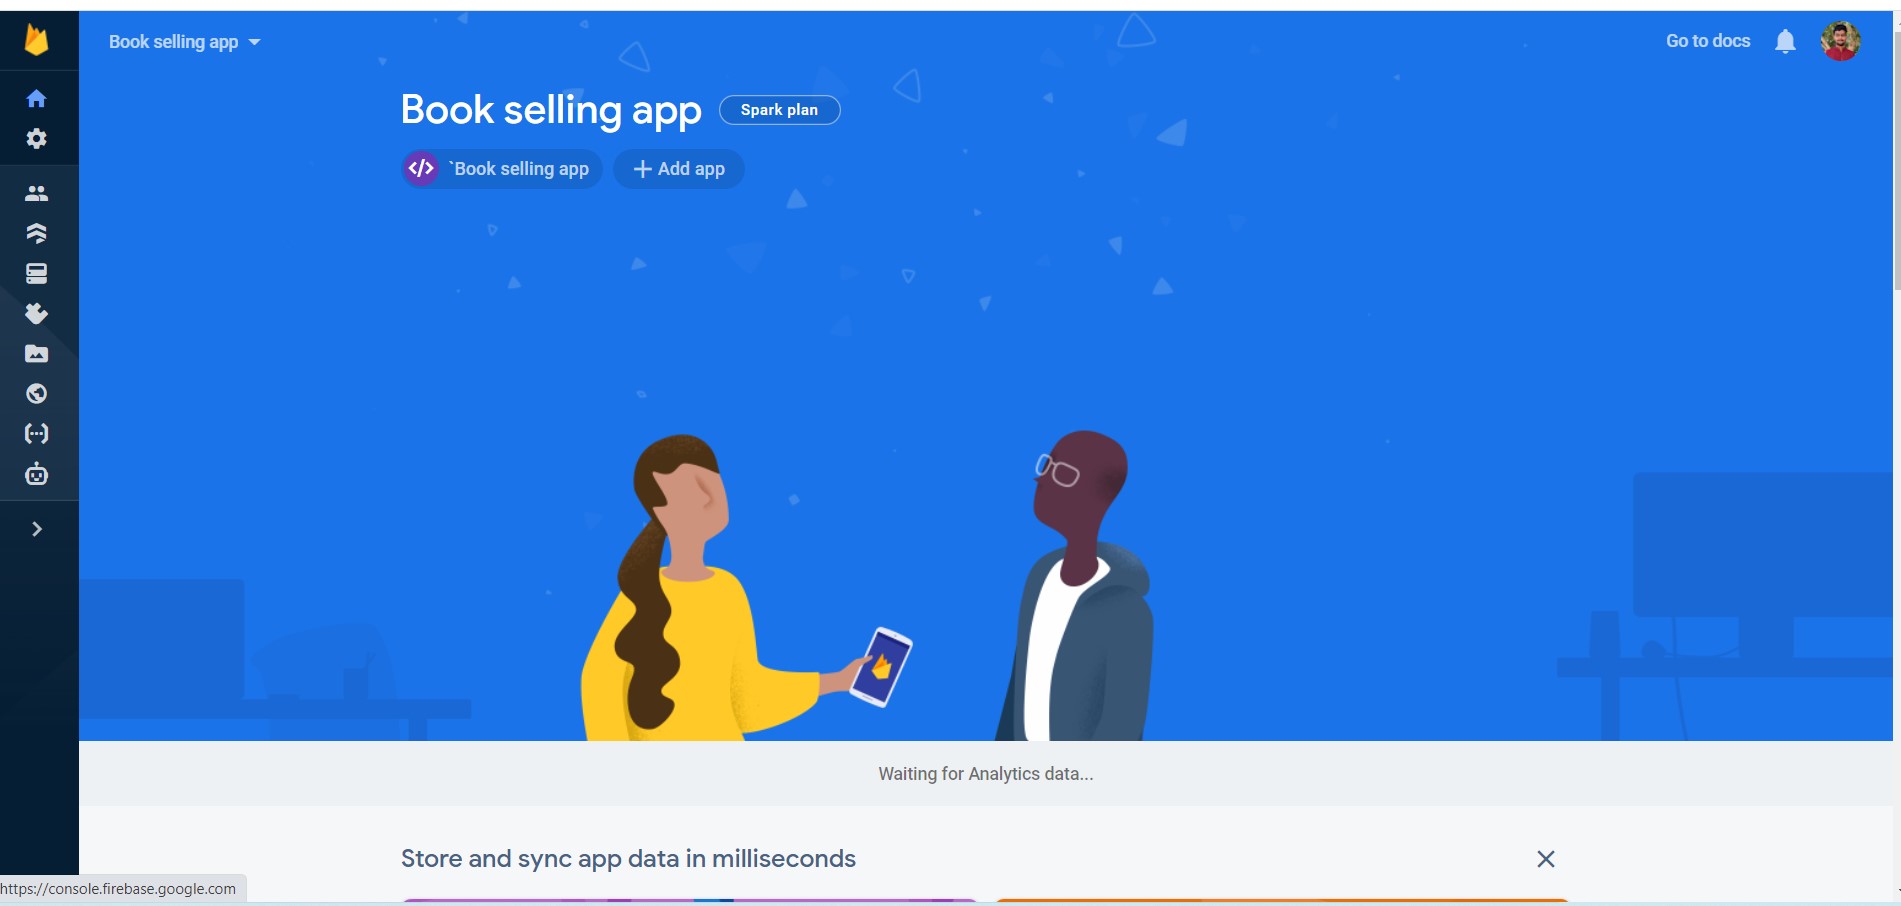 Book selling app
Go to docs
Book selling app
Spark plan
</> `Book selling app
+ Add app
Waiting for Analytics data...
Store and sync app data in milliseconds
https://console.firebase.google.com